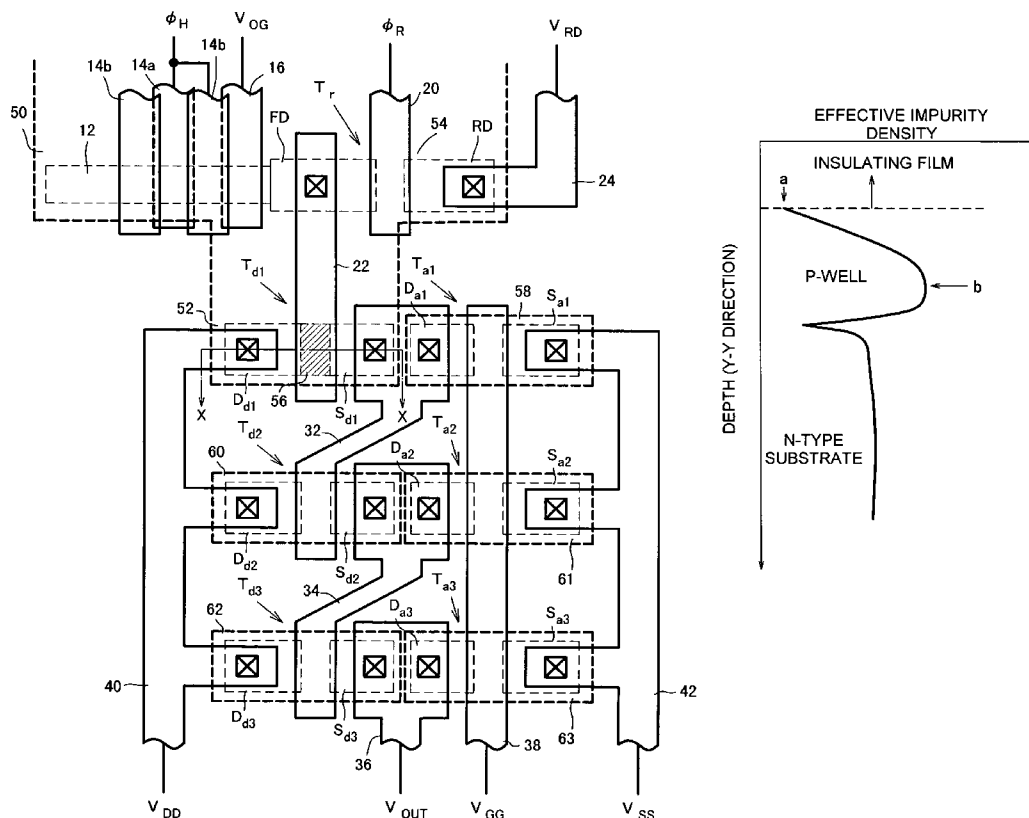 ϕH VOG ϕR VRD
14b 14a 14b 16 Tr 20
50 12 FD 54 RD
24
22
Td1 Ta1
Da1
52 58 Sa1
Dd1 56 Sd1
X X
32
Td2 Ta2
60 Da2 Sa2
Dd2 Sd2 61
Td3 34 Ta3
62 Da3 Sa3
40 42
Dd3 Sd3 63
36 38
VDD VOUT VGG VSS
EFFECTIVE IMPURITY
DENSITY
INSULATING FILM
a
P-WELL
b
DEPTH (Y-Y DIRECTION)
N-TYPE
SUBSTRATE